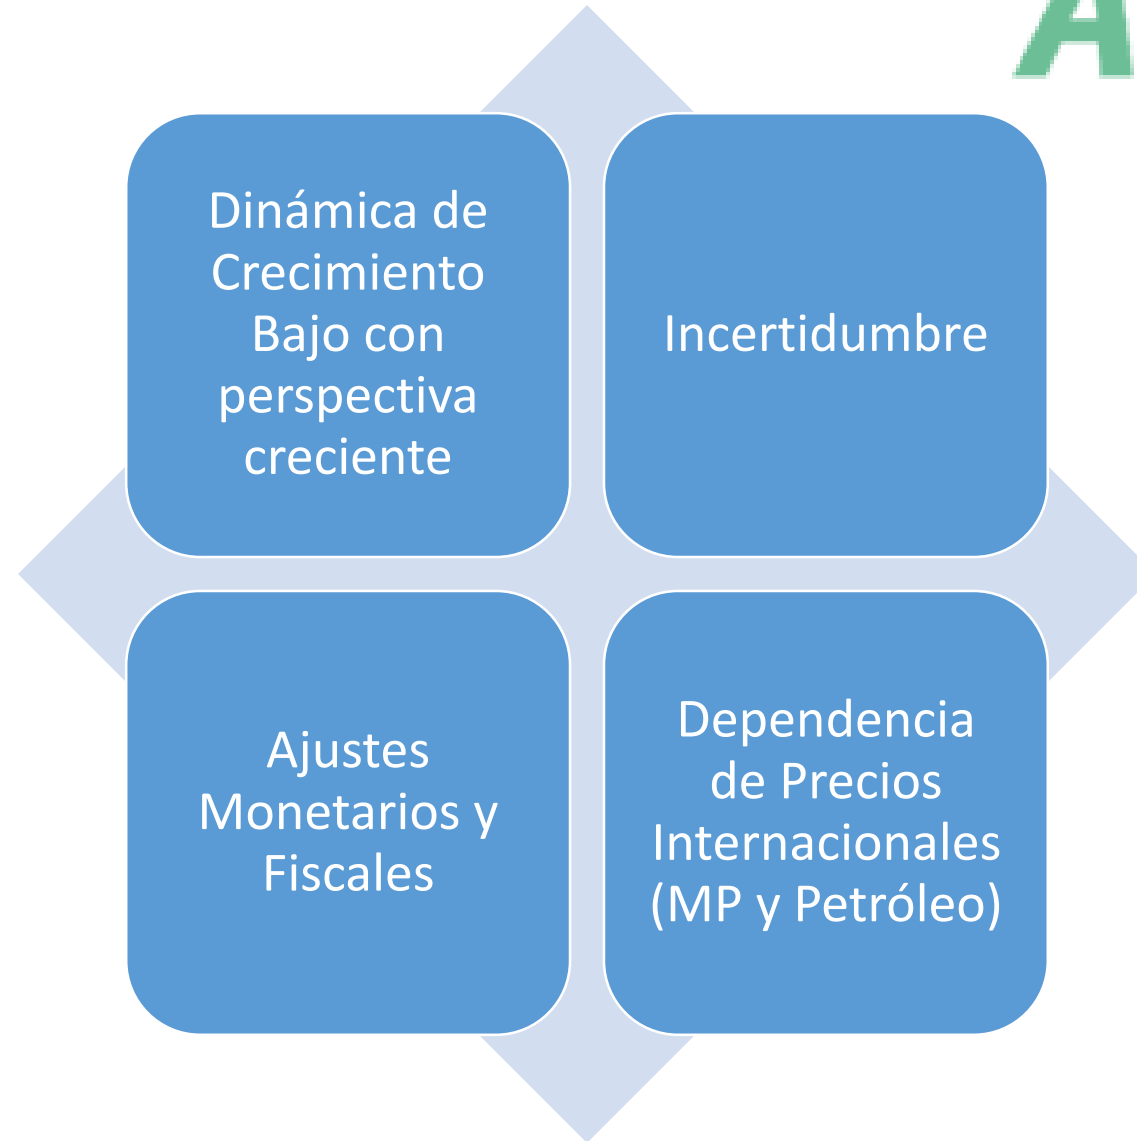 A
Dinámica de
Crecimiento
Bajo con
perspectiva
creciente
Incertidumbre
Ajustes
Monetarios y
Fiscales
Dependencia
de Precios
Internacionales
(MP y Petróleo)